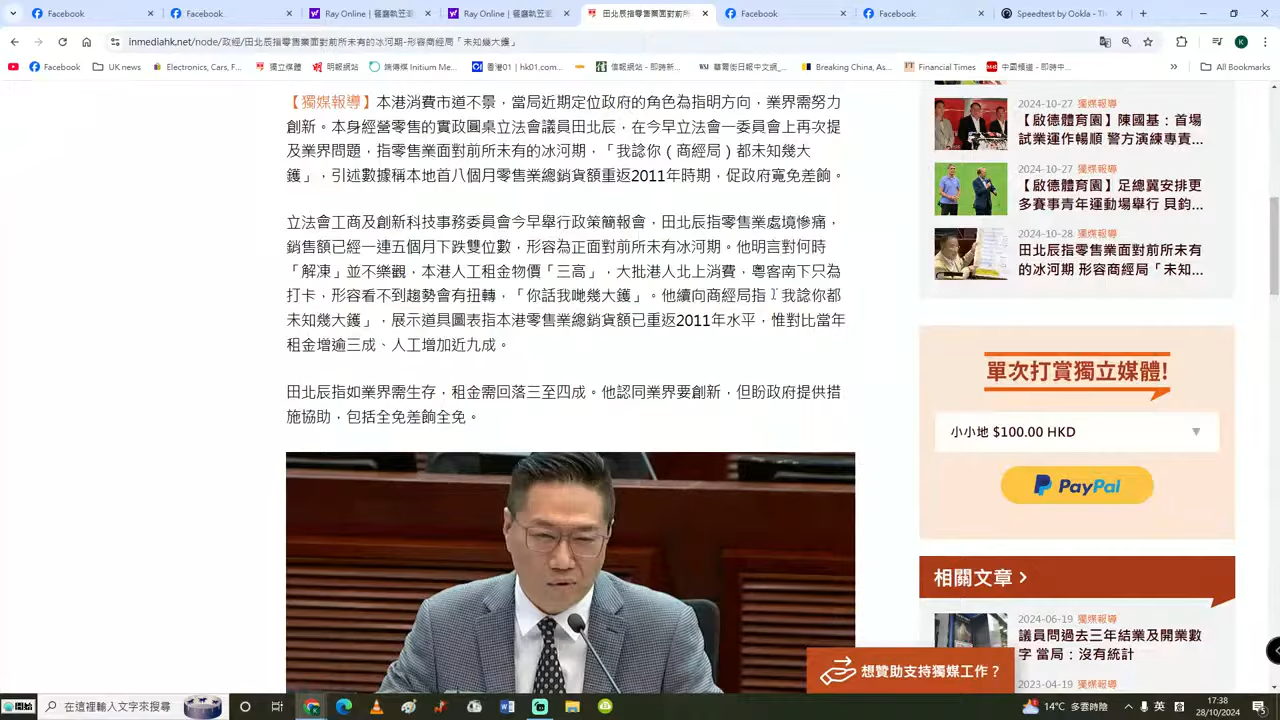 Facebook
Facebook
Ray Online | 
Ray Online | 
田北辰指零售業面對前所
Facebook
Facebook
Speedtest by Ookla - Th
inmediahk.net/node/政經/田北辰指零售業面對前所未有的冰河期-形容商經局「未知幾大鑊」
K
Facebook
UK news
Electronics, Cars, F...
獨立媒體
明報網站
端傳媒 Initium Me...
香港01 | hk01.com...
信報網站 - 即時新...
華爾街日報中文網_...
Breaking China, As...
Financial Times
中國頻道 - 即時中...
All Bookmarks
【獨媒報導】本港消費市道不景，當局近期定位政府的角色為指明方向，業界需努力
創新。本身經營零售的實政圓桌立法會議員田北辰，在今早立法會一委員會上再次提
及業界問題，指零售業面對前所未有的冰河期，「我諗你（商經局）都未知幾大
鑊」，引述數據稱本地首八個月零售業總銷貨額重返2011年時期，促政府寬免差餉。
立法會工商及創新科技事務委員會今早舉行政策簡報會，田北辰指零售業處境慘痛，
銷售額已經一連五個月下跌雙位數，形容為正面對前所未有冰河期。他明言對何時
「解凍」並不樂觀，本港人工租金物價「三高」，大批港人北上消費，粵客南下只為
打卡，形容看不到趨勢會有扭轉，「你話我哋幾大鑊」。他續向商經局指「我諗你都
未知幾大鑊」，展示道具圖表指本港零售業總銷貨額已重返2011年水平，惟對比當年
租金增逾三成、人工增加近九成。
田北辰指如業界需生存，租金需回落三至四成。他認同業界要創新，但盼政府提供措
施協助，包括全免差餉全免。
2024-10-27 獨媒報導
【啟德體育園】陳國基：首場
試業運作暢順 警方演練專責...
2024-10-27 獨媒報導
【啟德體育園】足總冀安排更
多賽事青年運動場舉行 貝鈞...
2024-10-28 獨媒報導
田北辰指零售業面對前所未有
的冰河期 形容商經局「未知...
單次打賞獨立媒體!
小小地 $100.00 HKD
PayPal
相關文章
2024-06-19 獨媒報導
議員問過去三年結業及開業數
字 當局：沒有統計
2023-04-19 獨媒報導
想贊助支持獨媒工作？
開始
在這裡輸入文字來搜尋
14°C 多雲時晴
英
17:38
28/10/2024